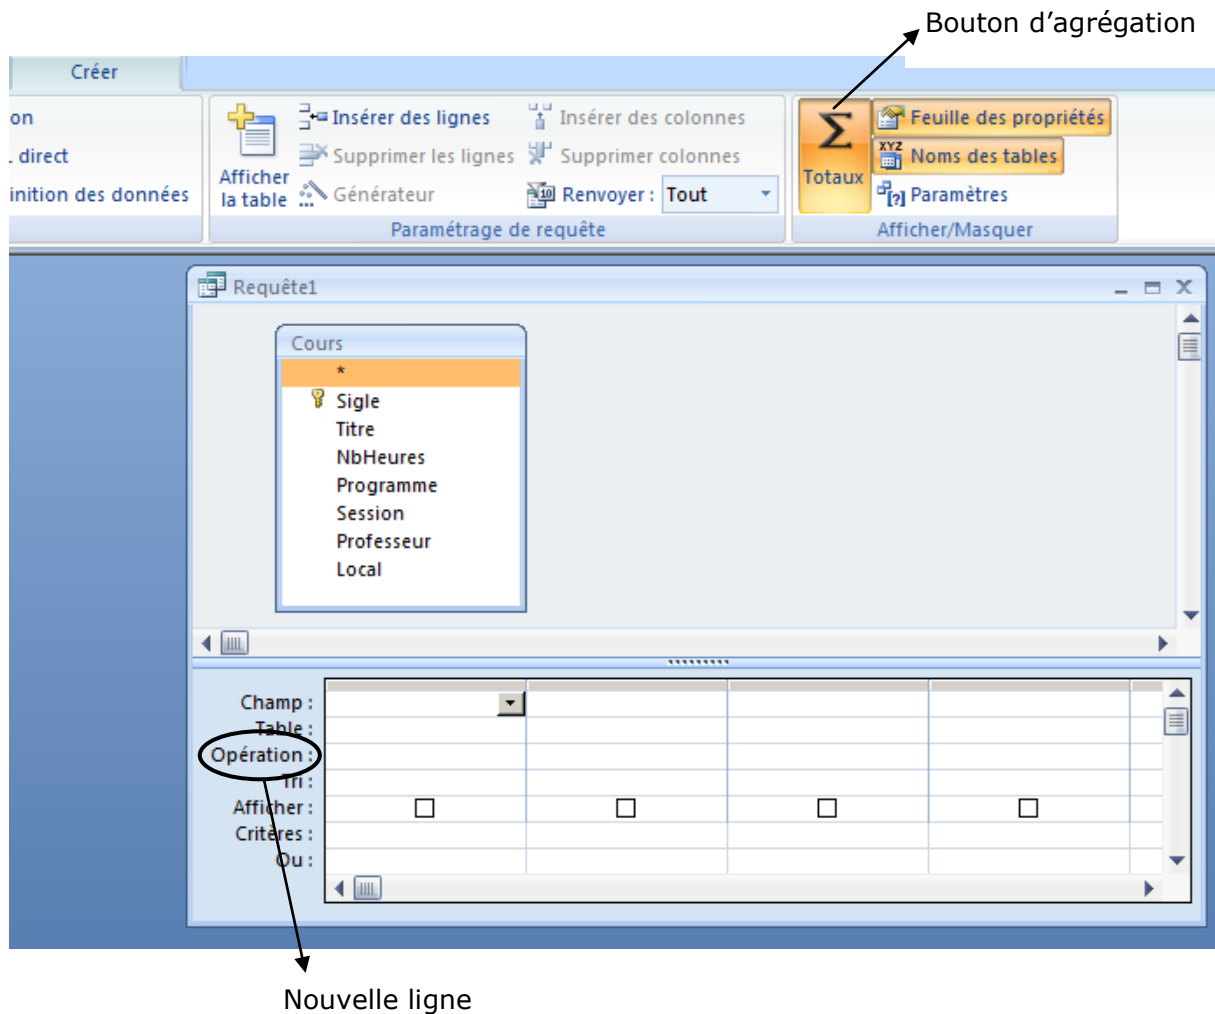 Bouton d’agrégation
Créer
on
direct
inition des données
Afficher
la table
Insérer des lignes
Supprimer les lignes
Générateur
Insérer des colonnes
Supprimer colonnes
Renvoyer : Tout
Paramétrage de requête
Σ
Totaux
Feuille des propriétés
XYZ Noms des tables
[?] Paramètres
Afficher/Masquer
Requête1
Cours
*
Sigle
Titre
NbHeures
Programme
Session
Professeur
Local
Champ :
Table :
Opération :
Tri :
Afficher :
Critères :
Ou :
Nouvelle ligne